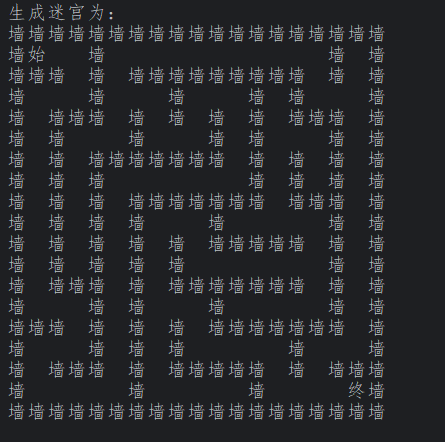 生成迷宫为:
墙墙墙墙墙墙墙墙墙墙墙墙墙墙墙墙墙墙墙
墙始　　墙　　　　　　　　　　　墙　墙
墙墙墙　墙　墙墙墙墙墙墙墙墙墙　墙　墙
墙　　　墙　　　墙　　　墙　墙　　　墙
墙　墙墙墙　墙　墙　墙　墙　墙墙墙　墙
墙　墙　　　墙　　　墙　墙　　　墙　墙
墙　墙　墙墙墙墙墙墙墙　墙　墙　墙　墙
墙　墙　墙　　　　　　　墙　墙　墙　墙
墙　墙　墙　墙墙墙墙墙墙墙　墙墙墙　墙
墙　墙　墙　墙　　　墙　　　　　墙　墙
墙　墙　墙　墙　墙　墙墙墙墙墙　墙　墙
墙　墙　墙　墙　墙　　　　　　　墙　墙
墙　墙墙墙　墙　墙墙墙墙墙墙墙　墙　墙
墙　　　墙　墙　　　墙　　　　　墙　墙
墙墙墙　墙　墙　墙　墙墙墙墙墙墙墙　墙
墙　　　墙　墙　墙　　　　　墙　　　墙
墙　墙墙墙　墙　墙墙墙墙墙　墙　墙墙墙
墙　　　　　墙　　　　　墙　　　　终墙
墙墙墙墙墙墙墙墙墙墙墙墙墙墙墙墙墙墙墙